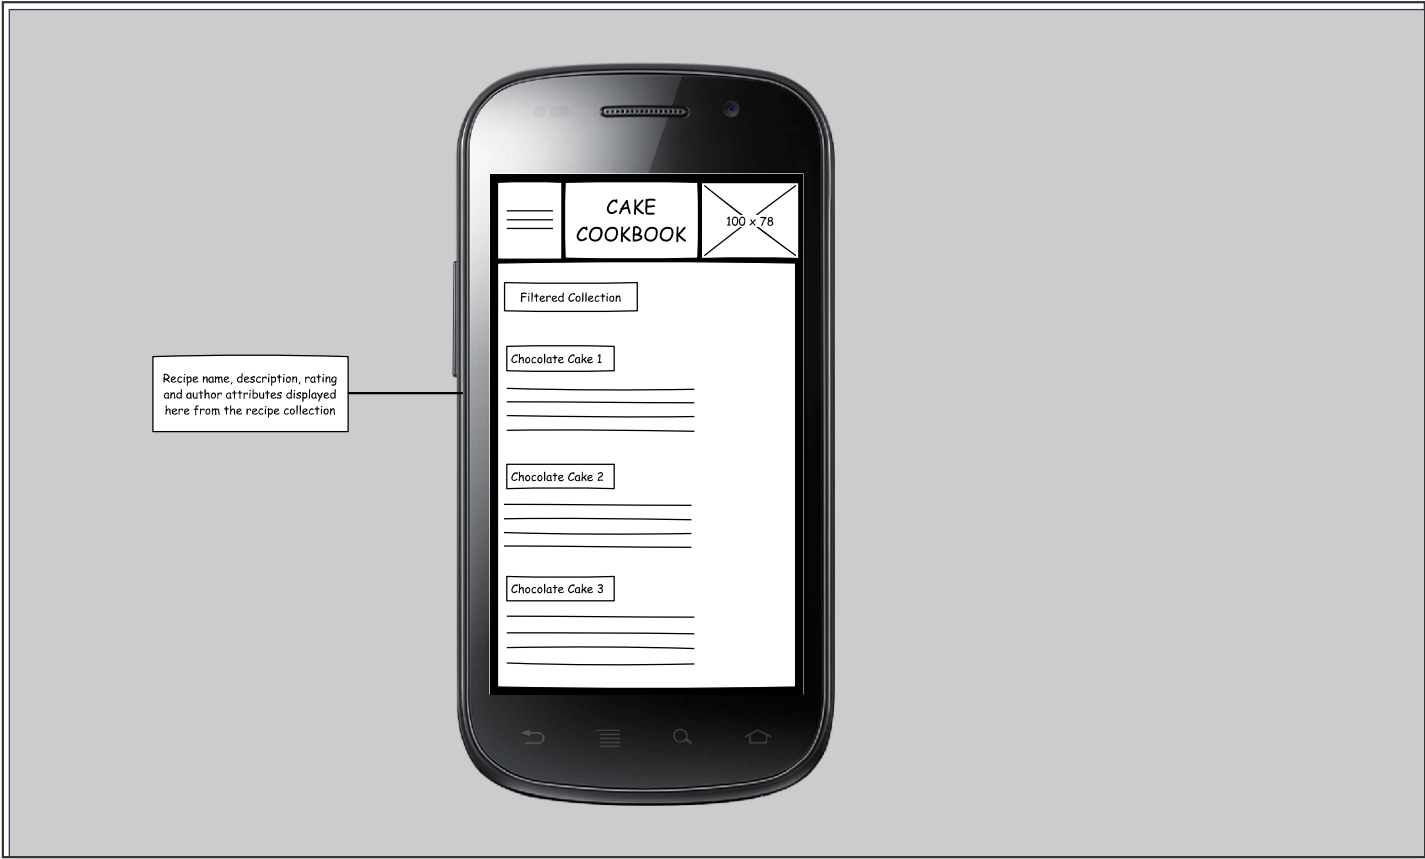 CAKE
COOKBOOK
100 x 78
Filtered Collection
Chocolate Cake 1
Recipe name, description, rating
and author attributes displayed
here from the recipe collection
Chocolate Cake 2
Chocolate Cake 3